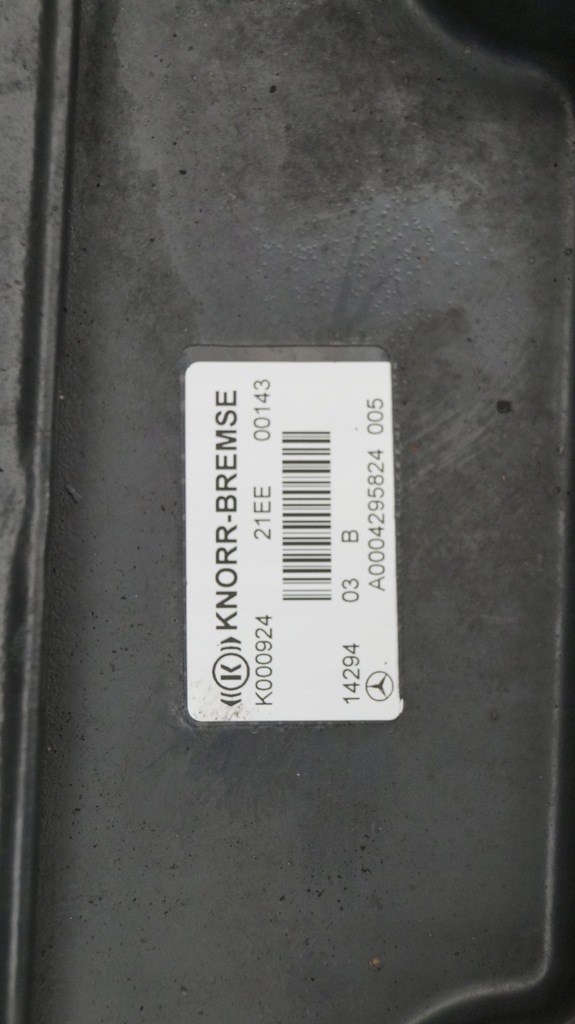 KNORR-BREMSE
K000924 21EE 00143
14294 03 B
A0004295824 005